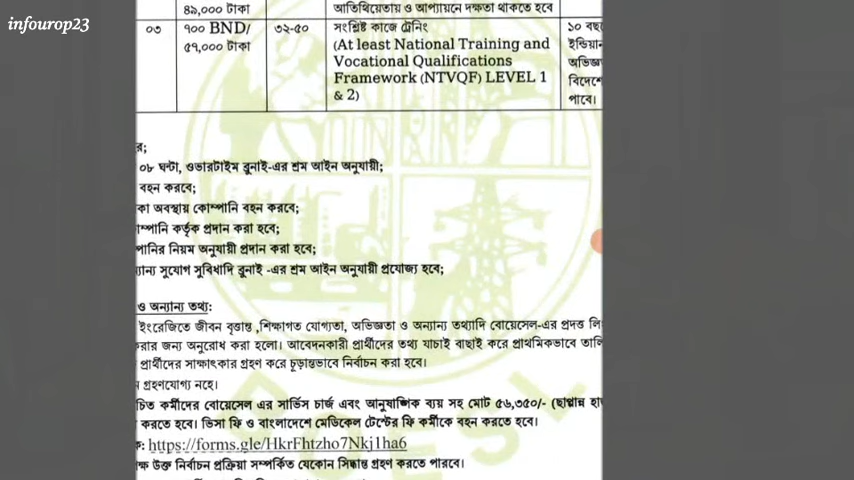 infourop23
৪৯,০০০ টাকা
আতিথিয়েতায় ও আপ্যায়নে দক্ষতা থাকতে হবে
০৩
৭০০ BND/
৫৭,০০০ টাকা
৩২-৫০
সংশ্লিষ্ট কাজে ট্রেনিং
(At least National Training and
Vocational Qualifications
Framework (NTVQF) LEVEL 1
& 2)
১০ বছ
ইন্ডিয়ান
অভিজ্ঞ
বিদেশে
পাবে।
র;
০৮ ঘন্টা, ওভারটাইম ব্রুনাই-এর শ্রম আইন অনুযায়ী;
বহন করবে;
কা অবস্থায় কোম্পানি বহন করবে;
ম্পানি কর্তৃক প্রদান করা হবে;
পানির নিয়ম অনুযায়ী প্রদান করা হবে;
ন্যান্য সুযোগ সুবিধাদি ব্রুনাই -এর শ্রম আইন অনুযায়ী প্রযোজ্য হবে;
ও অন্যান্য তথ্য:
ইংরেজিতে জীবন বৃত্তান্ত ,শিক্ষাগত যোগ্যতা, অভিজ্ঞতা ও অন্যান্য তথ্যাদি বোয়েসেল-এর প্রদত্ত লি
করার জন্য অনুরোধ করা হলো। আবেদনকারী প্রার্থীদের তথ্য যাচাই বাছাই করে প্রাথমিকভাবে তালি
প্রার্থীদের সাক্ষাৎকার গ্রহণ করে চূড়ান্তভাবে নির্বাচন করা হবে।
ন গ্রহণযোগ্য নহে।
চিত কর্মীদের বোয়েসেল এর সার্ভিস চার্জ এবং আনুষাঙ্গিক ব্যয় সহ মোট ৫৬,৩৫০/- (ছাপ্পান্ন হা
করতে হবে। ভিসা ফি ও বাংলাদেশে মেডিকেল টেস্টের ফি কর্মীকে বহন করতে হবে।
ক: https://forms.gle/HkrFhtzho7Nkj1ha6
ক্ষ উক্ত নির্বাচন প্রক্রিয়া সম্পর্কিত যেকোন সিদ্ধান্ত গ্রহণ করতে পারবে।